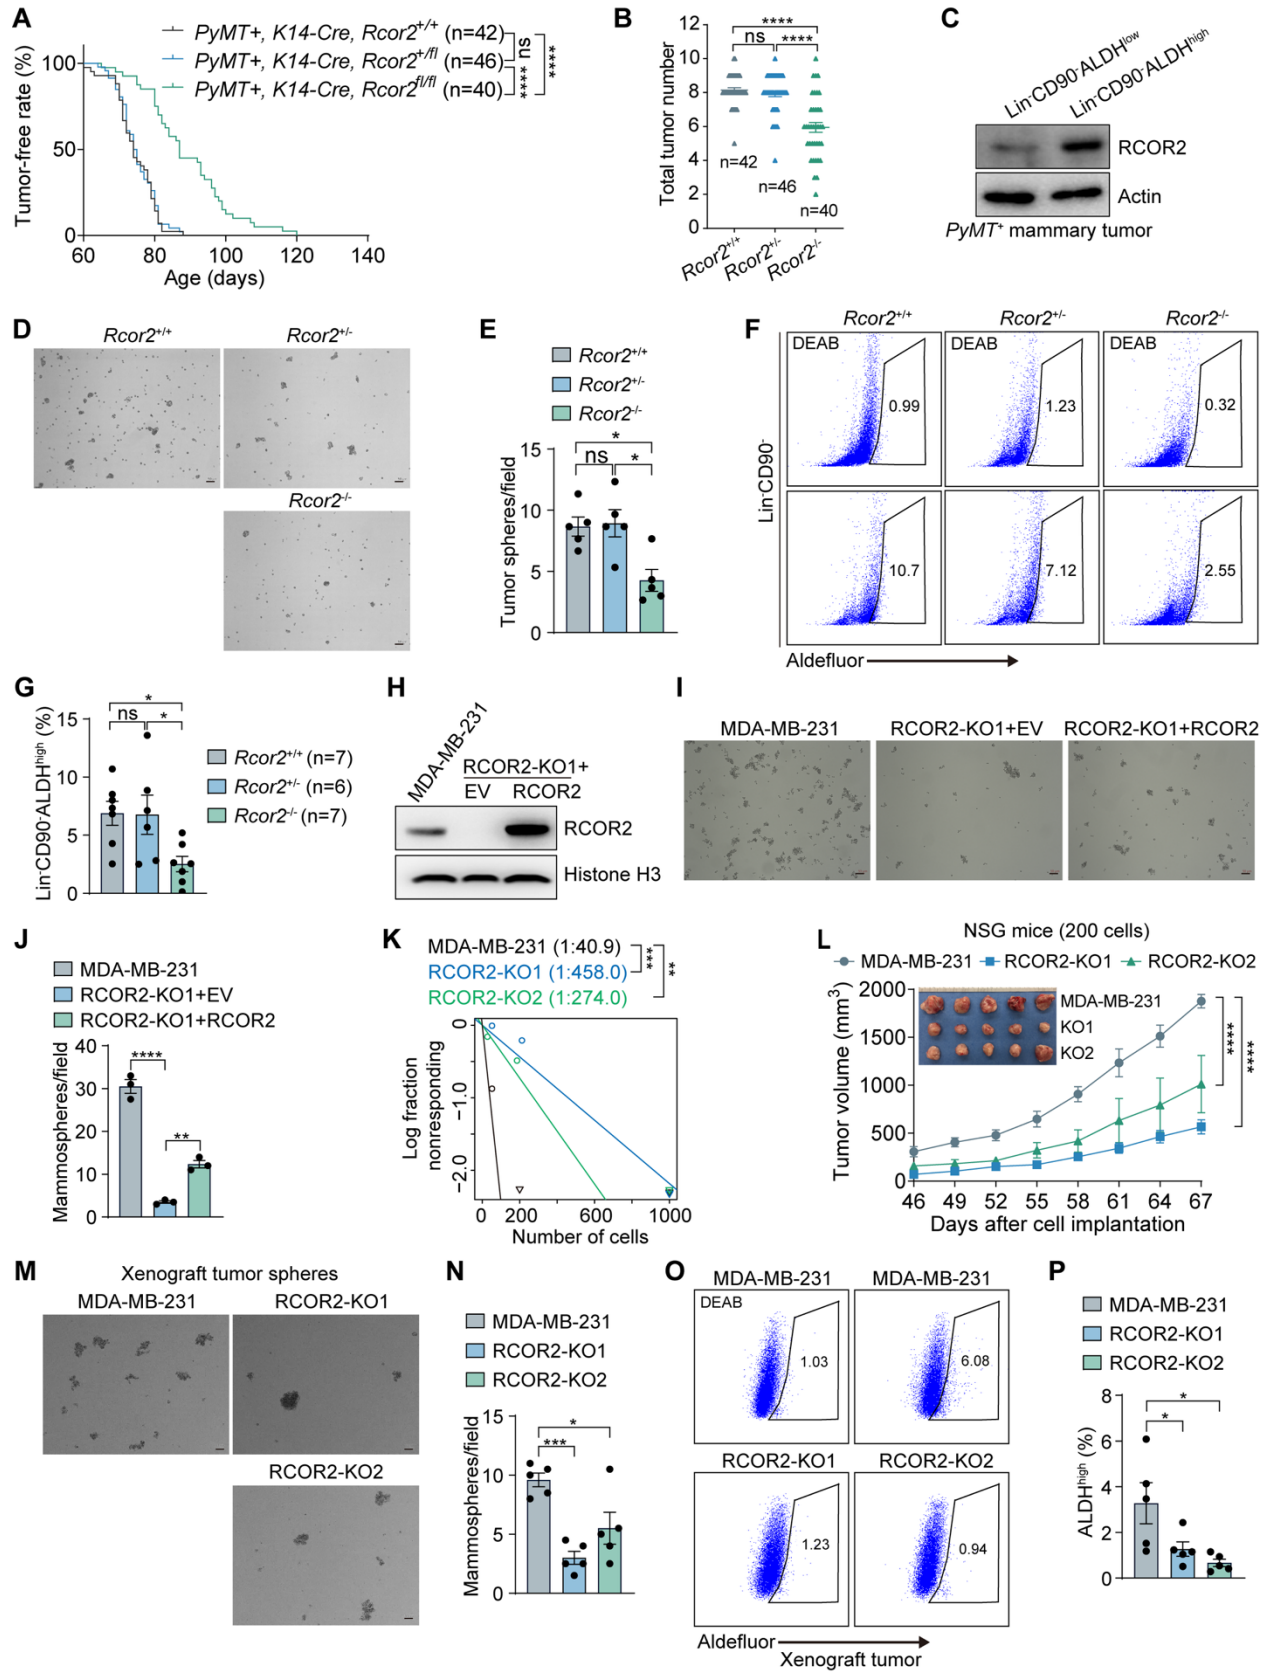 A
PyMT+, K14-Cre, Rcor2+/+ (n=42)
PyMT+, K14-Cre, Rcor2+/fl (n=46)
PyMT+, K14-Cre, Rcor2fl/fl (n=40)
ns
****
****
Tumor-free rate (%)
100
50
0
60 80 100 120 140
Age (days)
B
****
ns ****
Total tumor number
12
10
8
6
4
2
0
n=42
n=46
n=40
Rcor2+/+
Rcor2+/-
Rcor2-/-
C
Lin-CD90-ALDHlow
Lin-CD90-ALDHhigh
RCOR2
Actin
PyMT+ mammary tumor
D
Rcor2+/+
Rcor2+/-
Rcor2-/-
E
Rcor2+/+
Rcor2+/-
Rcor2-/-
Tumor spheres/field
15
10
5
0
*
ns *
F
Rcor2+/+ Rcor2+/- Rcor2-/-
DEAB DEAB DEAB
0.99 1.23 0.32
10.7 7.12 2.55
Lin-CD90-
Aldefluor
G
Lin-CD90-ALDHhigh (%)
15
10
5
0
*
ns *
Rcor2+/+ (n=7)
Rcor2+/- (n=6)
Rcor2-/- (n=7)
H
MDA-MB-231
RCOR2-KO1+
EV RCOR2
RCOR2
Histone H3
I
MDA-MB-231 RCOR2-KO1+EV RCOR2-KO1+RCOR2
J
MDA-MB-231
RCOR2-KO1+EV
RCOR2-KO1+RCOR2
Mammospheres/field
40
30
20
10
0
****
**
K
MDA-MB-231 (1:40.9)
RCOR2-KO1 (1:458.0)
RCOR2-KO2 (1:274.0)
***
**
Log fraction
nonresponding
0
-1.0
-2.0
0 200 600 1000
Number of cells
L
NSG mice (200 cells)
MDA-MB-231 RCOR2-KO1 RCOR2-KO2
Tumor volume (mm3)
2000
1500
1000
500
0
MDA-MB-231
KO1
KO2
****
****
46 49 52 55 58 61 64 67
Days after cell implantation
M
Xenograft tumor spheres
MDA-MB-231 RCOR2-KO1
RCOR2-KO2
N
MDA-MB-231
RCOR2-KO1
RCOR2-KO2
Mammospheres/field
15
10
5
0
*
***
O
MDA-MB-231 MDA-MB-231
DEAB
1.03 6.08
RCOR2-KO1 RCOR2-KO2
1.23 0.94
Aldefluor
Xenograft tumor
P
MDA-MB-231
RCOR2-KO1
RCOR2-KO2
ALDHhigh (%)
8
6
4
2
0
*
*